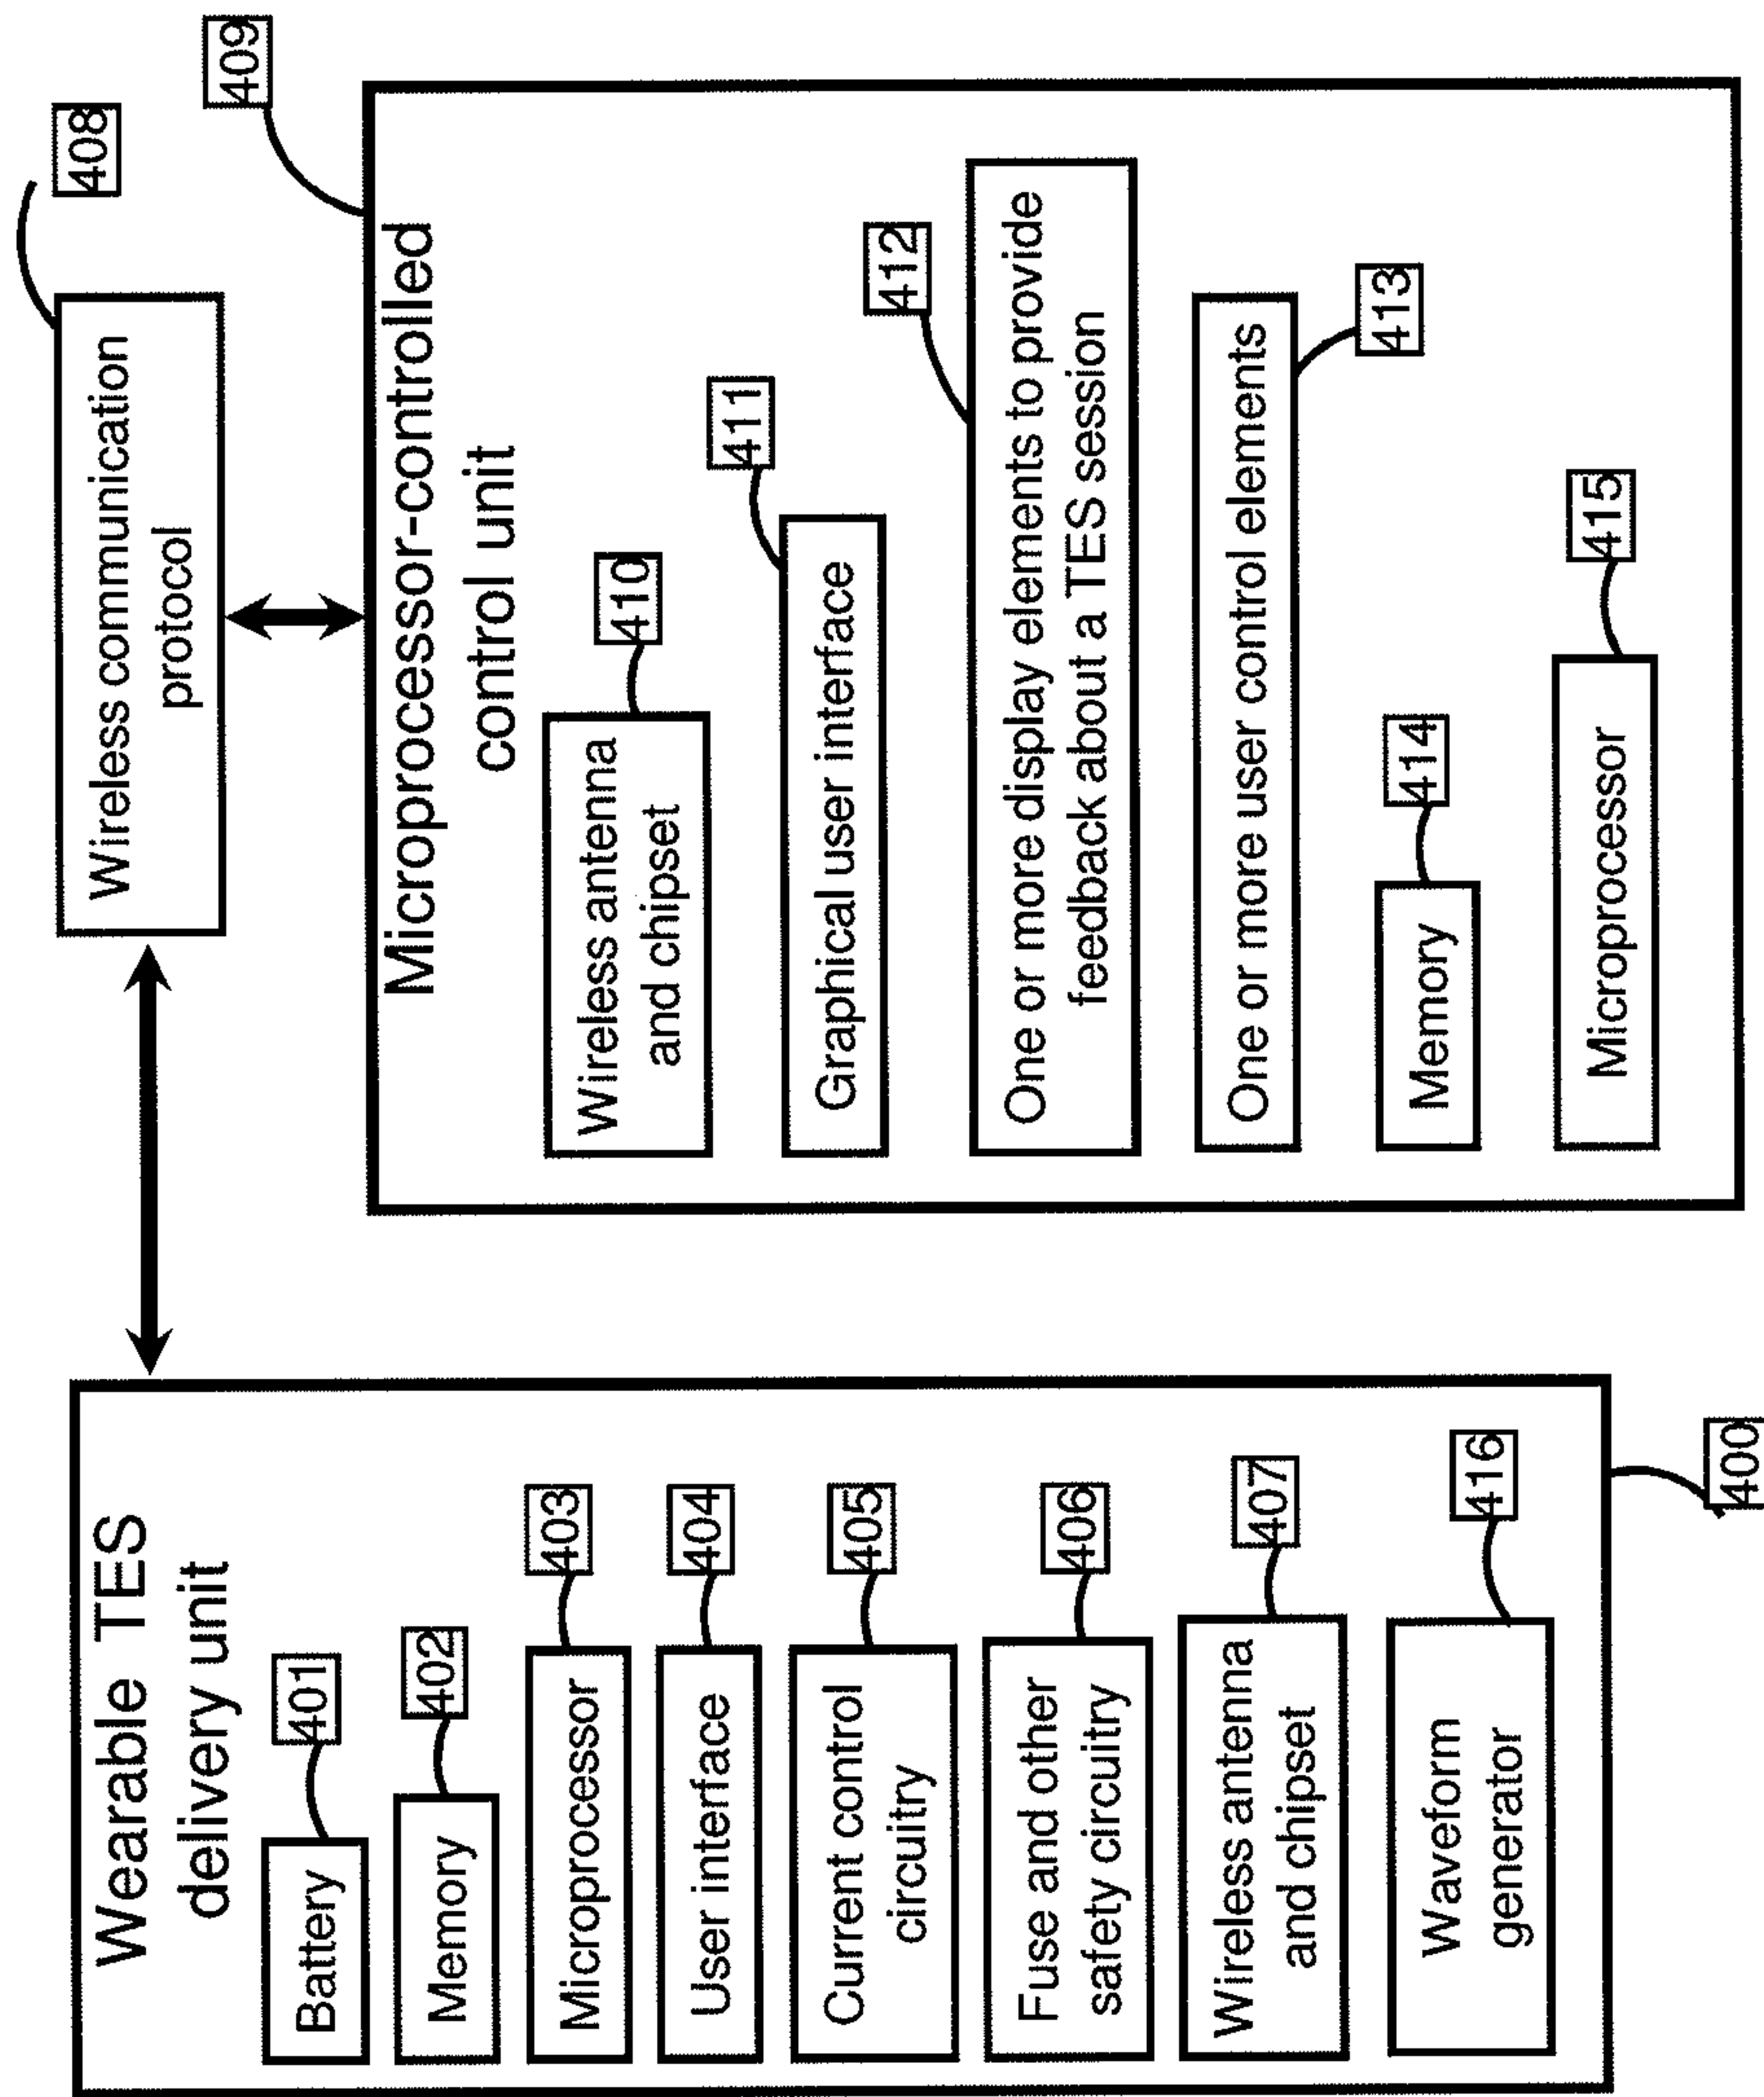 Wearable TES
delivery unit
Battery
401
Memory
402
Microprocessor
403
User interface
404
Current control
circuitry
405
Fuse and other
safety circuitry
406
Wireless antenna
and chipset
407
Waveform
generator
416
400
Wireless communication
protocol
408
409
Microprocessor-controlled
control unit
Wireless antenna
and chipset
410
Graphical user interface
411
One or more display elements to provide
feedback about a TES session
412
One or more user control elements
413
Memory
414
Microprocessor
415